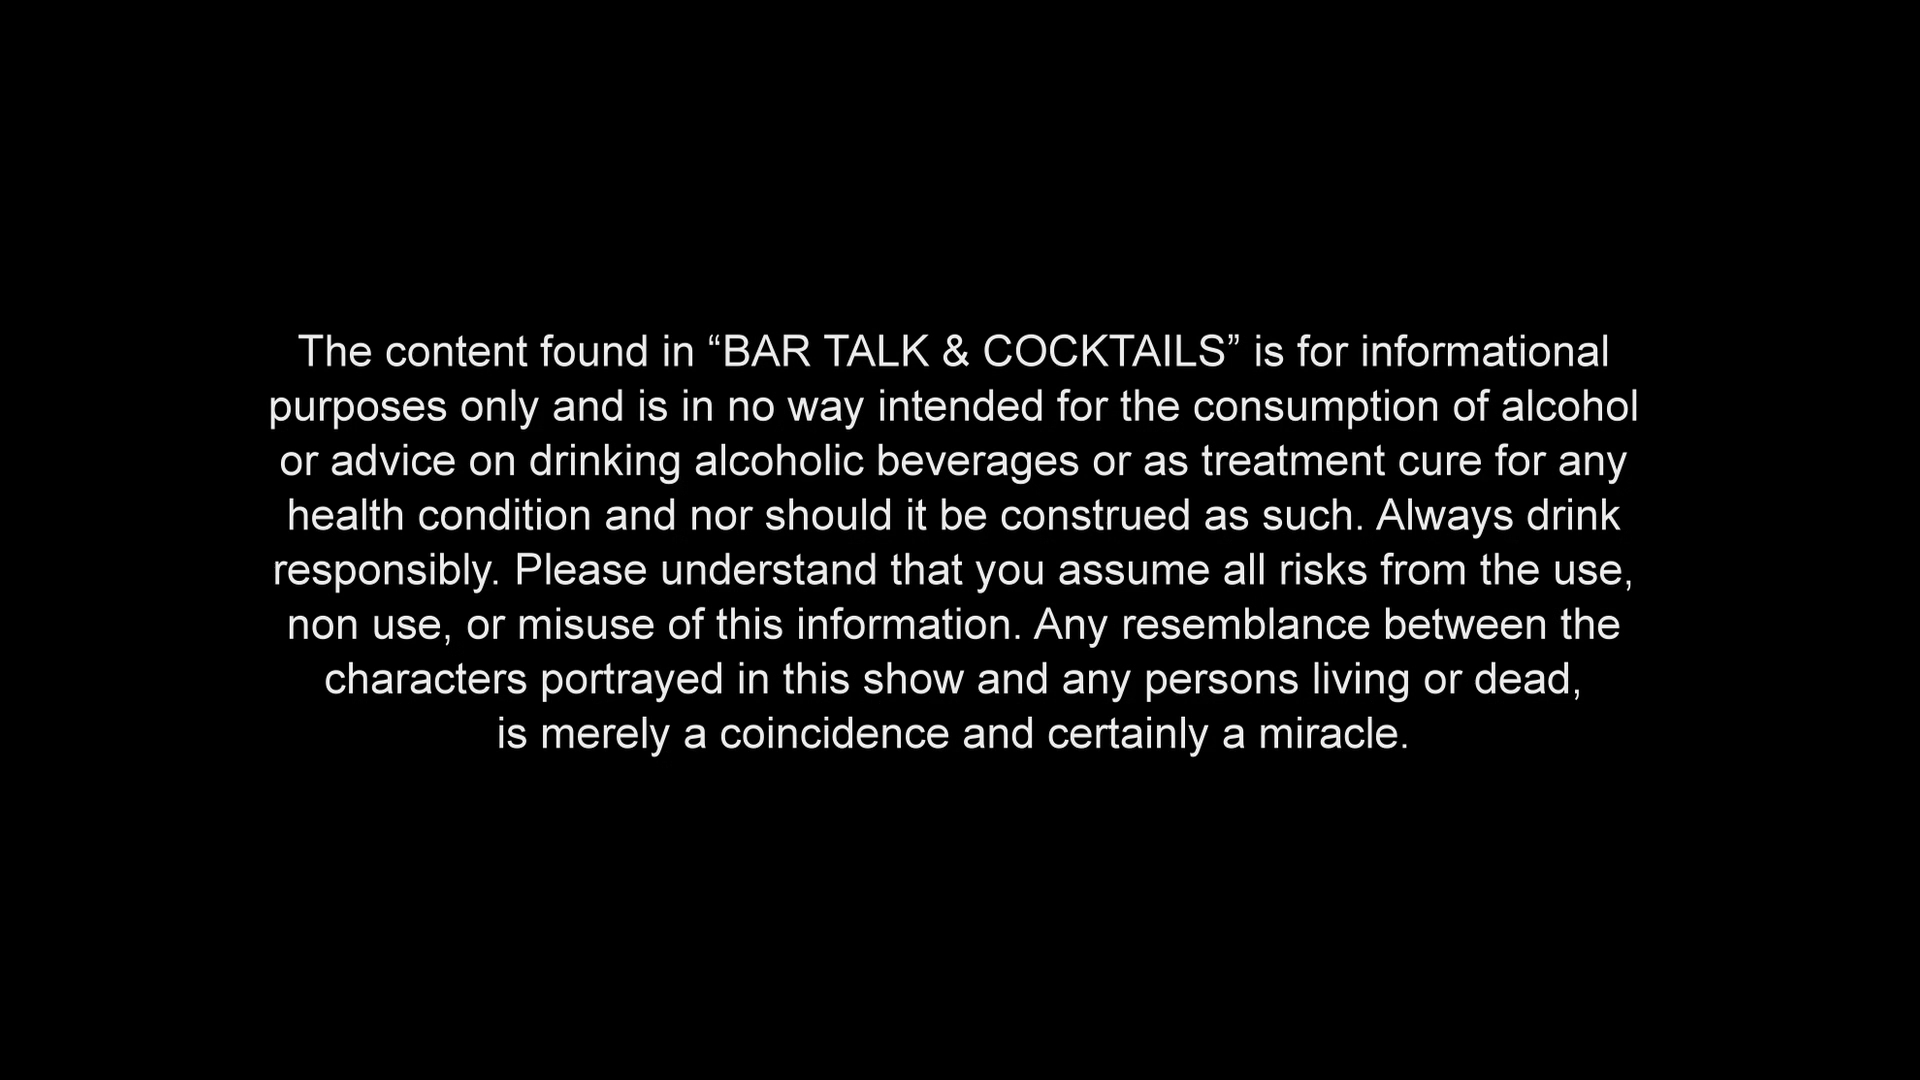 The content found in “BAR TALK & COCKTAILS” is for informational
purposes only and is in no way intended for the consumption of alcohol
or advice on drinking alcoholic beverages or as treatment cure for any
health condition and nor should it be construed as such. Always drink
responsibly. Please understand that you assume all risks from the use,
non use, or misuse of this information. Any resemblance between the
characters portrayed in this show and any persons living or dead,
is merely a coincidence and certainly a miracle.